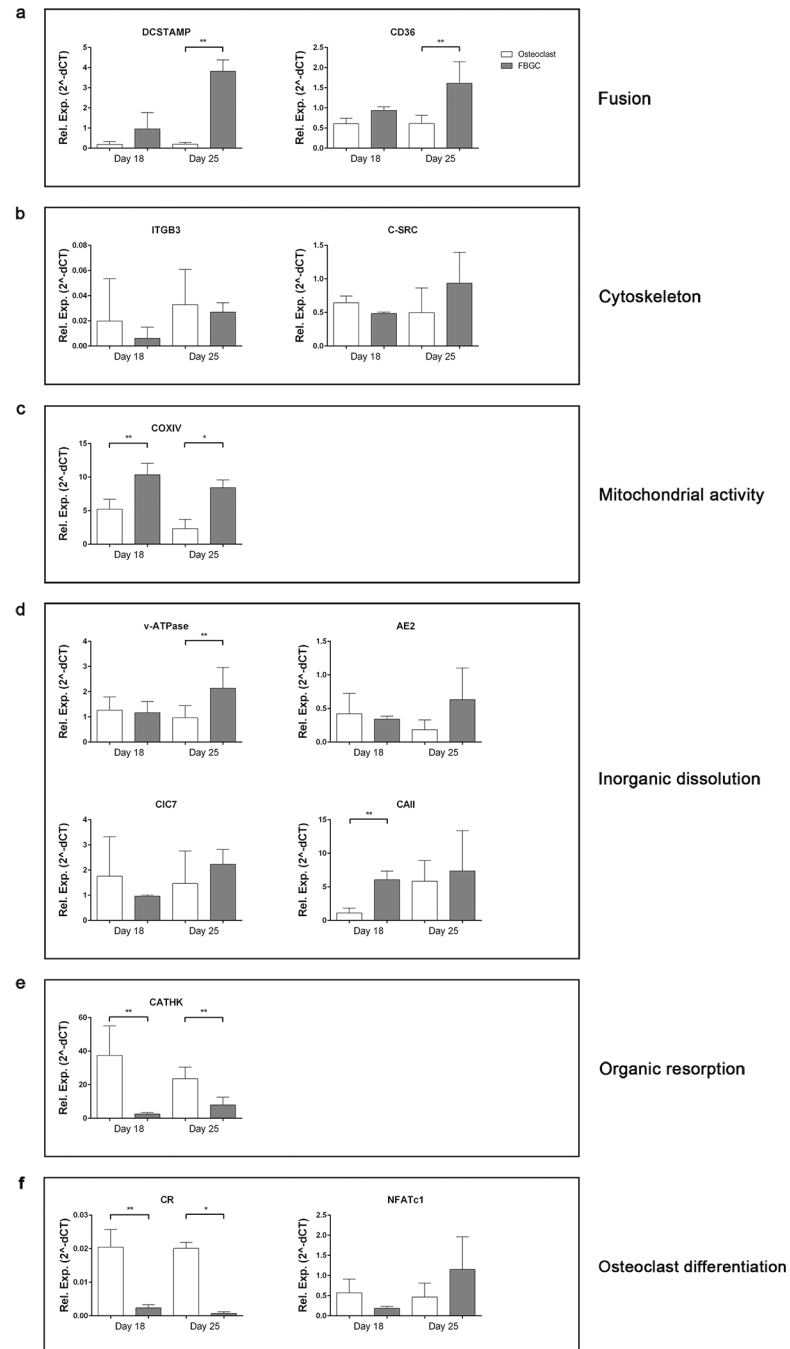 a
DCSTAMP
CD36
Rel. Exp. (2^-dCT)
5
4
3
2
1
0
**
Day 18
Day 25
Rel. Exp. (2^-dCT)
2.5
2.0
1.5
1.0
0.5
0.0
**
Day 18
Day 25
Osteoclast
FBGC
Fusion
b
ITGB3
C-SRC
Rel. Exp. (2^-dCT)
0.08
0.06
0.04
0.02
0.00
Day 18
Day 25
Rel. Exp. (2^-dCT)
1.5
1.0
0.5
0.0
Day 18
Day 25
Cytoskeleton
c
COXIV
Rel. Exp. (2^-dCT)
15
10
5
0
**
*
Day 18
Day 25
Mitochondrial activity
d
v-ATPase
AE2
Rel. Exp. (2^-dCT)
4
3
2
1
0
**
Day 18
Day 25
Rel. Exp. (2^-dCT)
1.5
1.0
0.5
0.0
Day 18
Day 25
Inorganic dissolution
ClC7
CAII
Rel. Exp. (2^-dCT)
4
3
2
1
0
Day 18
Day 25
Rel. Exp. (2^-dCT)
15
10
5
0
**
Day 18
Day 25
e
CATHK
Rel. Exp. (2^-dCT)
60
40
20
0
**
**
Day 18
Day 25
Organic resorption
f
CR
NFATc1
Rel. Exp. (2^-dCT)
0.03
0.02
0.01
0.00
**
*
Day 18
Day 25
Rel. Exp. (2^-dCT)
2.5
2.0
1.5
1.0
0.5
0.0
Day 18
Day 25
Osteoclast differentiation